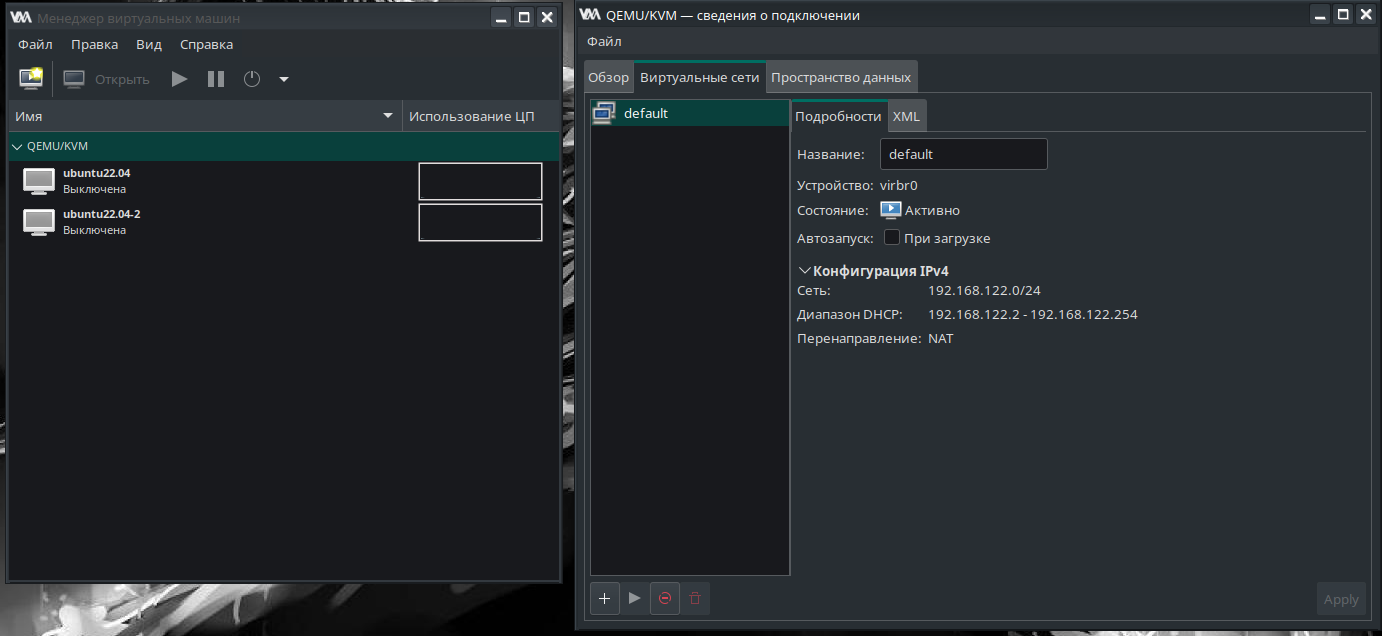 Менеджер виртуальных машин
Файл Правка Вид Справка
Открыть
Имя Использование ЦП
QEMU/KVM
ubuntu22.04
Выключена
ubuntu22.04-2
Выключена
QEMU/KVM — сведения о подключении
Файл
Обзор Виртуальные сети Пространство данных
default
Подробности XML
Название: default
Устройство: virbr0
Состояние: Активно
Автозапуск: При загрузке
Конфигурация IPv4
Сеть: 192.168.122.0/24
Диапазон DHCP: 192.168.122.2 - 192.168.122.254
Перенаправление: NAT
Apply